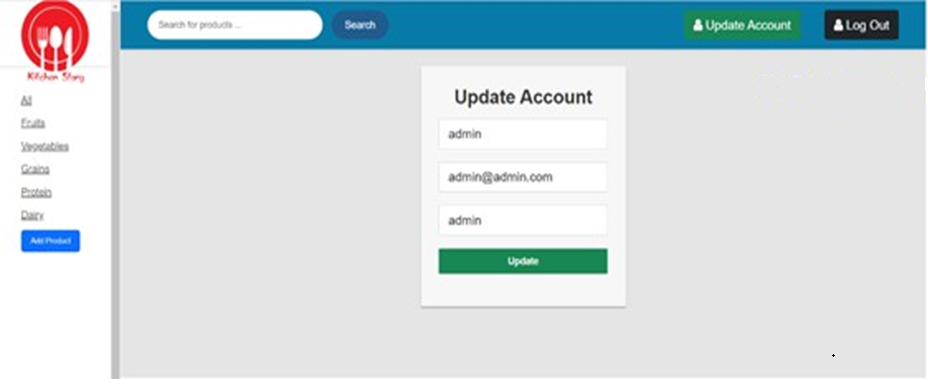 Search for products ...
Search
Update Account
Log Out
Kitchen Story
All
Fruits
Vegetables
Grains
Protein
Dairy
Add Product
Update Account
admin
admin@admin.com
admin
Update